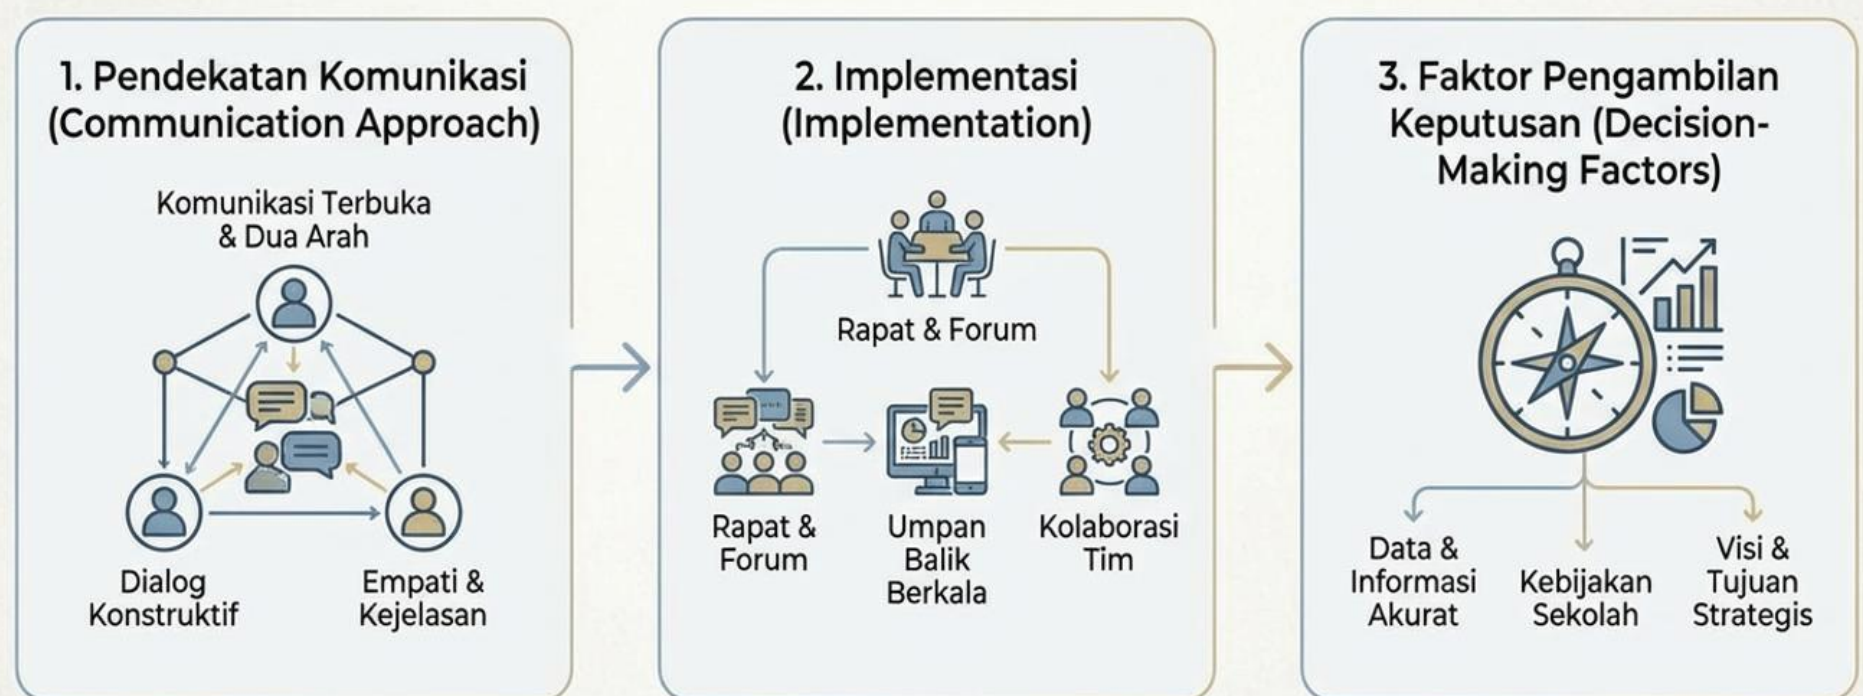 1. Pendekatan Komunikasi
(Communication Approach)
Komunikasi Terbuka
& Dua Arah
Dialog
Konstruktif
Empati &
Kejelasan
2. Implementasi
(Implementation)
Rapat & Forum
Rapat &
Forum
Umpan
Balik
Berkala
Kolaborasi
Tim
3. Faktor Pengambilan
Keputusan (Decision-
Making Factors)
Data &
Informasi
Akurat
Kebijakan
Sekolah
Visi &
Tujuan
Strategis